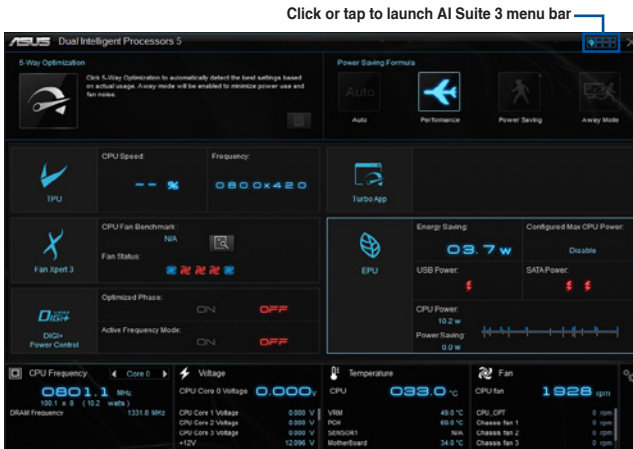 Click or tap to launch AI Suite 3 menu bar
ASUS Dual Intelligent Processors 5
5-Way Optimization
Click 5-Way Optimization to automatically detect the best settings based
on actual usage. Away mode will be enabled to minimize power use and
fan noise.
Power Saving Formula
Auto
Auto
Performance
Power Saving
Away Mode
TPU
CPU Speed:
-- %
Frequency:
0800x420
Turbo App
Fan Xpert 3
CPU Fan Benchmark:
N/A
Fan Status:
EPU
Energy Saving:
03.7 w
Configured Max CPU Power:
Disable
USB Power:
SATA Power:
CPU Power:
10.2 w
Power Saving:
0.0 w
DIGI+
DIGI+
Power Control
Optimized Phase:
ON OFF
Active Frequency Mode:
ON OFF
CPU Frequency
Core 0
0801.1 MHz
100.1 x 8 (10.2 watts)
DRAM Frequency 1331.8 MHz
Voltage
CPU Core 0 Voltage 0.000v
CPU Core 1 Voltage 0.000 V
CPU Core 2 Voltage 0.000 V
CPU Core 3 Voltage 0.000 V
+12V 12.096 V
Temperature
CPU 033.0 °C
VRM 49.0 °C
PCH 69.0 °C
SENSOR1 N/A
MotherBoard 34.0 °C
Fan
CPU fan 1928 rpm
CPU_OPT 0 rpm
Chassis fan 1 0 rpm
Chassis fan 2 0 rpm
Chassis fan 3 0 rpm